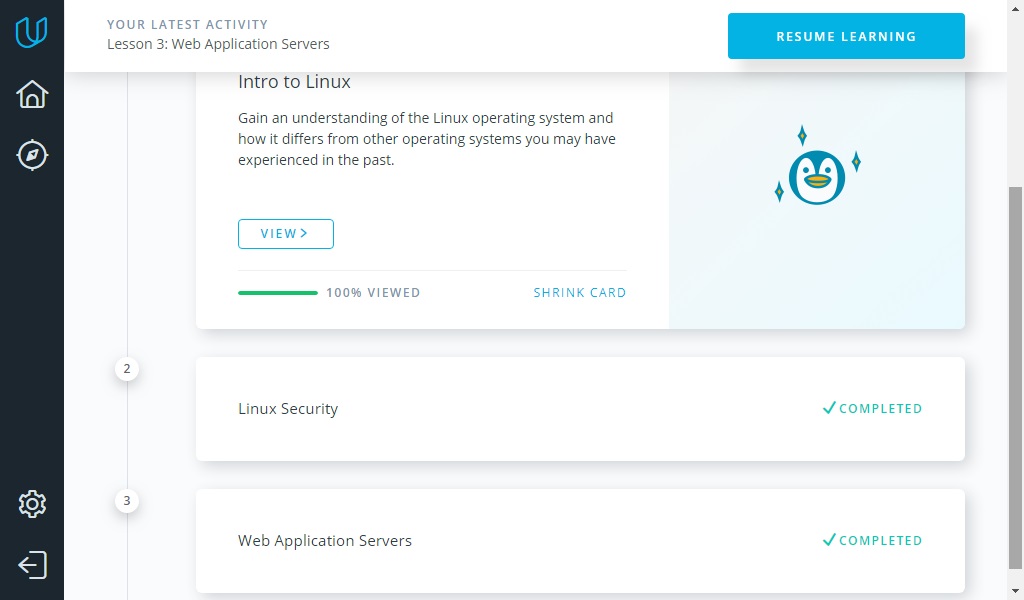 YOUR LATEST ACTIVITY
Lesson 3: Web Application Servers
RESUME LEARNING
Intro to Linux
Gain an understanding of the Linux operating system and
how it differs from other operating systems you may have
experienced in the past.
VIEW
100% VIEWED
SHRINK CARD
2
Linux Security
COMPLETED
3
Web Application Servers
COMPLETED